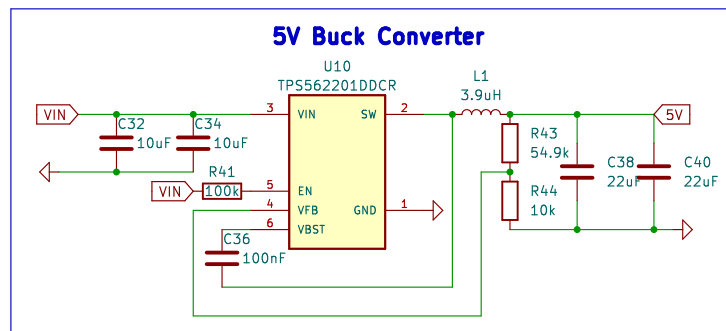 5V Buck Converter
U10
TPS562201DDCR
L1
3.9uH
VIN
3
VIN
SW
2
5V
C32
10uF
C34
10uF
R43
54.9k
C38
22uF
C40
22uF
R41
100k
VIN
5
EN
4
VFB
GND
1
R44
10k
6
VBST
C36
100nF